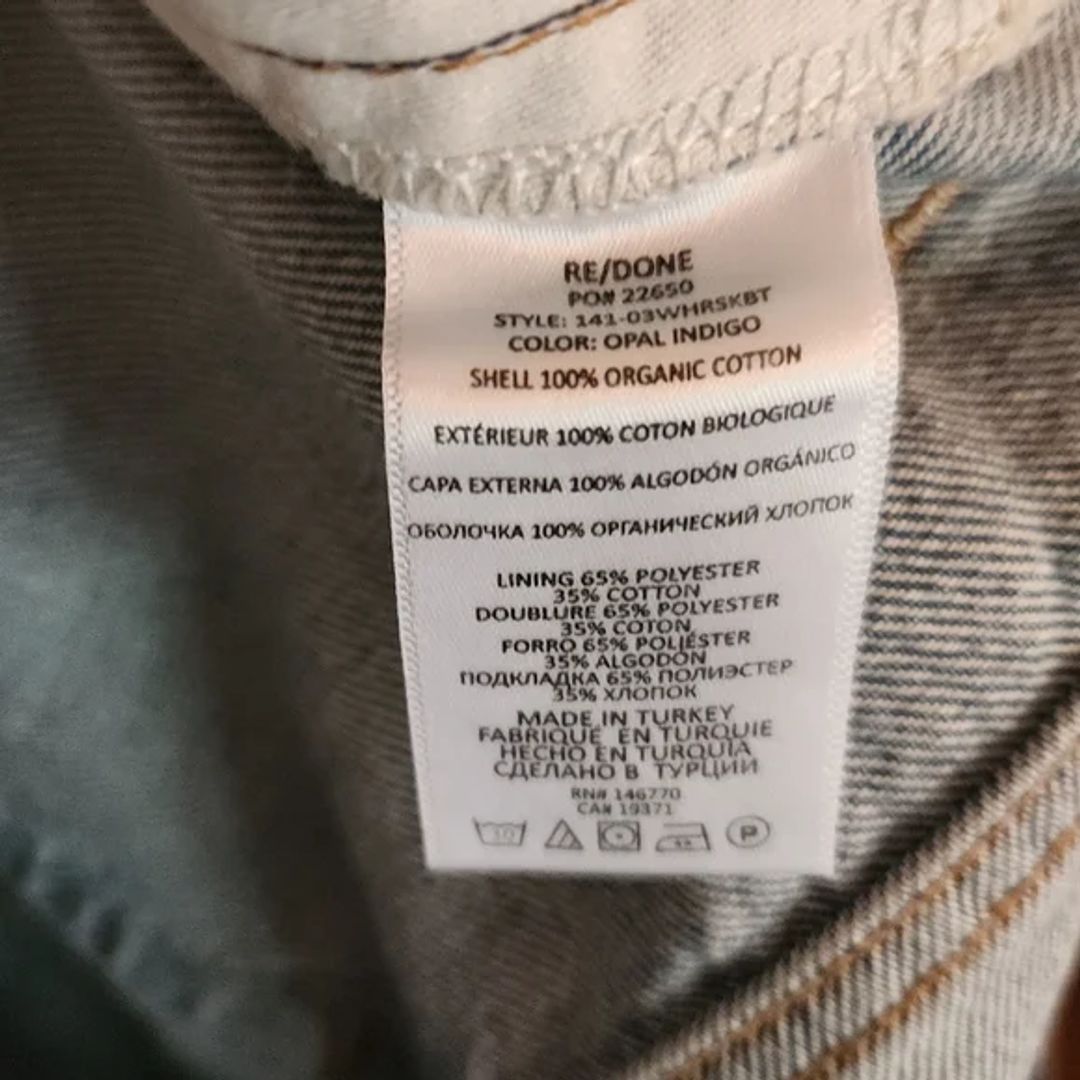 RE/DONE
PO# 22650
STYLE: 141-03WHRSKBT
COLOR: OPAL INDIGO
SHELL 100% ORGANIC COTTON
EXTÉRIEUR 100% COTON BIOLOGIQUE
CAPA EXTERNA 100% ALGODÓN ORGÁNICO
ОБОЛОЧКА 100% ОРГАНИЧЕСКИЙ ХЛОПОК
LINING 65% POLYESTER
35% COTTON
DOUBLURE 65% POLYESTER
35% COTON
FORRO 65% POLIÉSTER
35% ALGODÓN
ПОДКЛАДКА 65% ПОЛИЭСТЕР
35% ХЛОПОК
MADE IN TURKEY
FABRIQUÉ EN TURQUIE
HECHO EN TURQUÍA
СДЕЛАНО В ТУРЦИИ
RN# 146770
CA# 19371
P